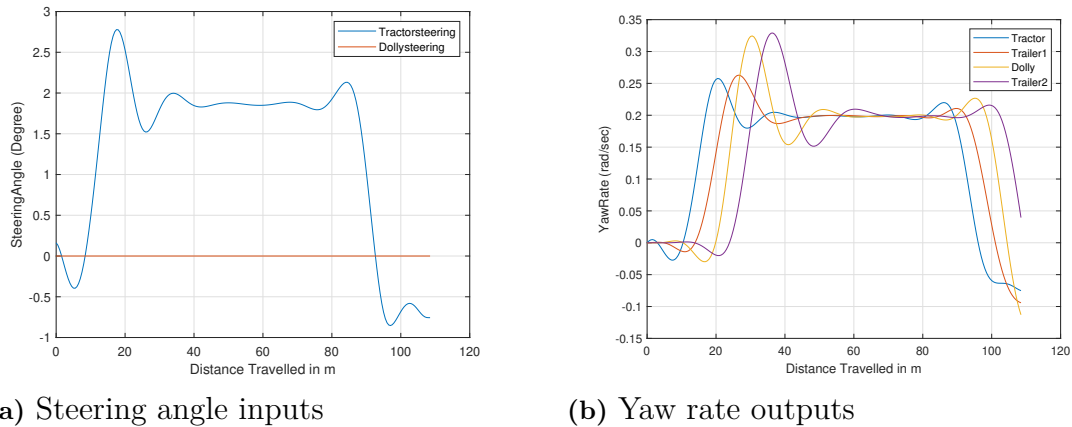 3
2.5
2
1.5
1
0.5
0
-0.5
-1
SteeringAngle (Degree)
0 20 40 60 80 100 120
Distance Travelled in m
Tractorsteering
Dollysteering
0.35
0.3
0.25
0.2
0.15
0.1
0.05
0
-0.05
-0.1
-0.15
YawRate (rad/sec)
0 20 40 60 80 100 120
Distance Travelled in m
Tractor
Trailer1
Dolly
Trailer2
a) Steering angle inputs
(b) Yaw rate outputs